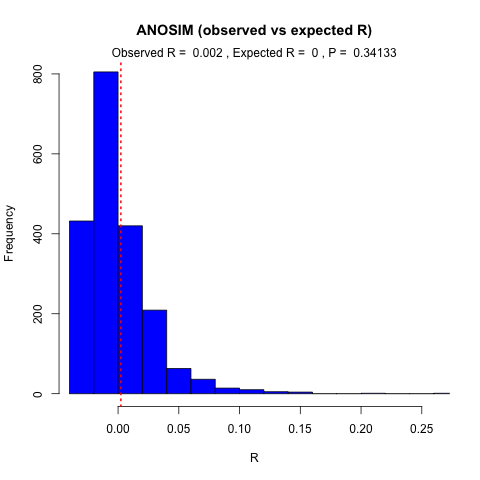 ANOSIM (observed vs expected R)
Observed R =  0.002 , Expected R =  0 , P =  0.34133
800
600
400
200
0
Frequency
0.00 0.05 0.10 0.15 0.20 0.25
R